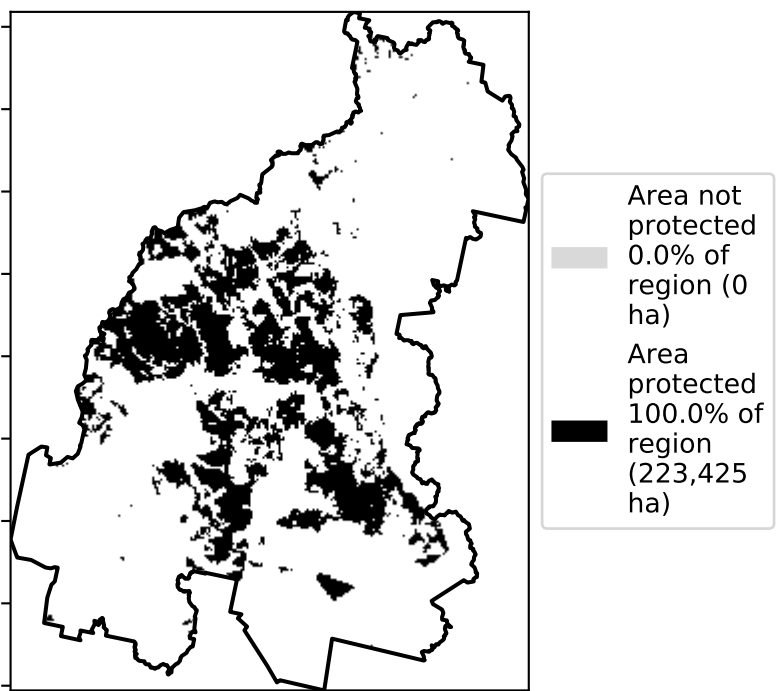 Area not
protected
0.0% of
region (0
ha)
Area
protected
100.0% of
region
(223,425
ha)